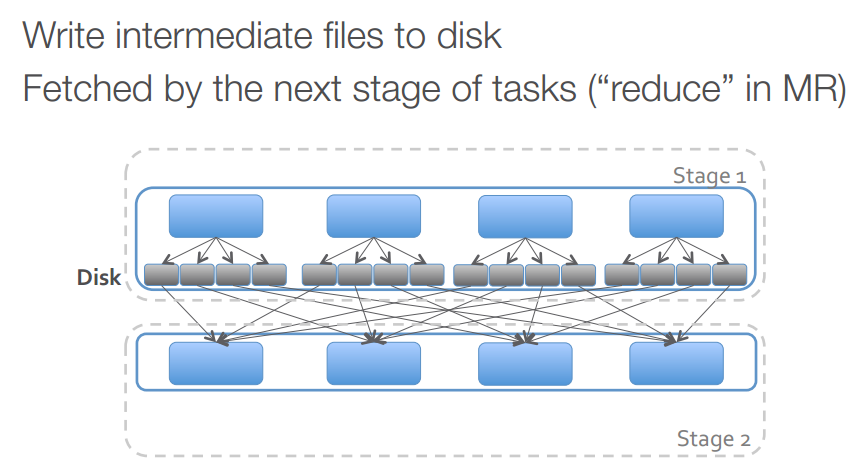 Write intermediate files to disk
Fetched by the next stage of tasks (“reduce” in MR)
Stage 1
Disk
Stage 2